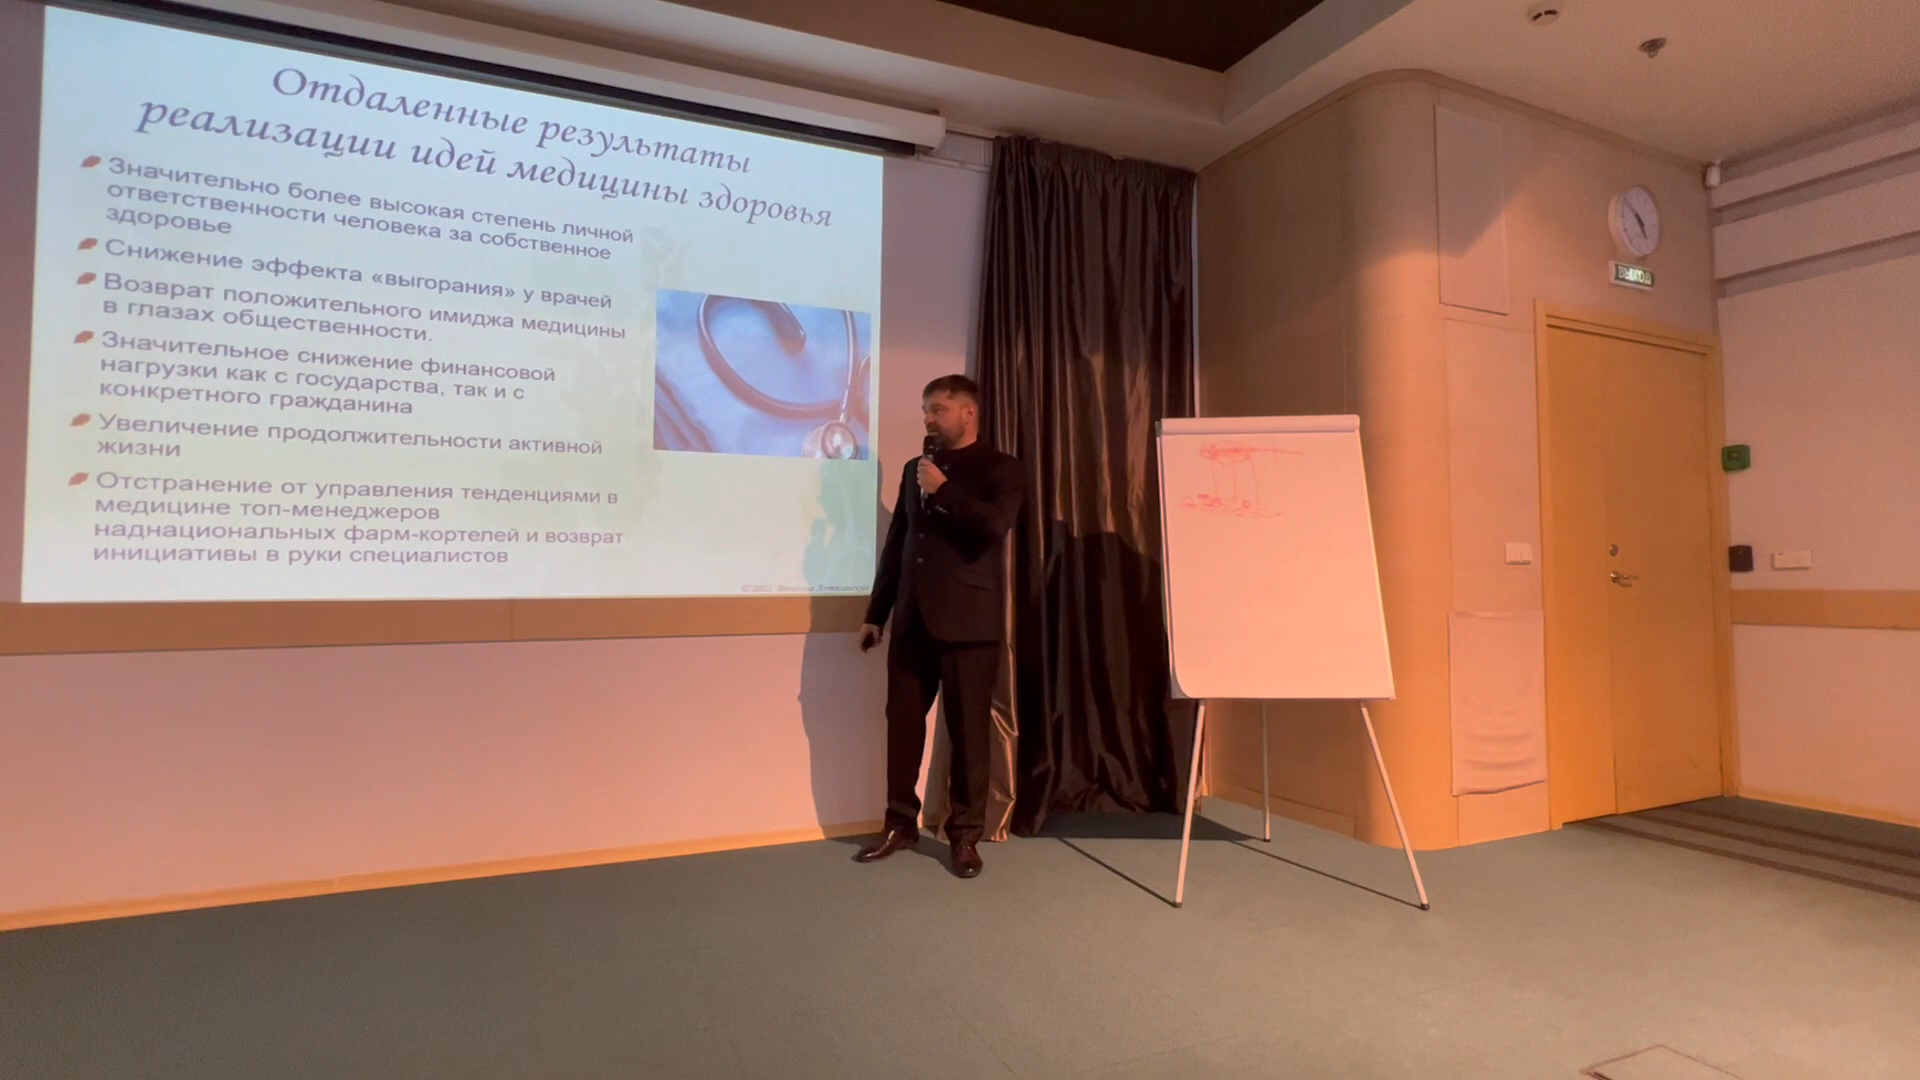 Отдаленные результаты
реализации идей медицины здоровья
Значительно более высокая степень личной
ответственности человека за собственное
здоровье
Снижение эффекта «выгорания» у врачей
Возврат положительного имиджа медицины
в глазах общественности.
Значительное снижение финансовой
нагрузки как с государства, так и с
конкретного гражданина
Увеличение продолжительности активной
жизни
Отстранение от управления тенденциями в
медицине топ-менеджеров
наднациональных фарм-кортелей и возврат
инициативы в руки специалистов
ВЫХОД